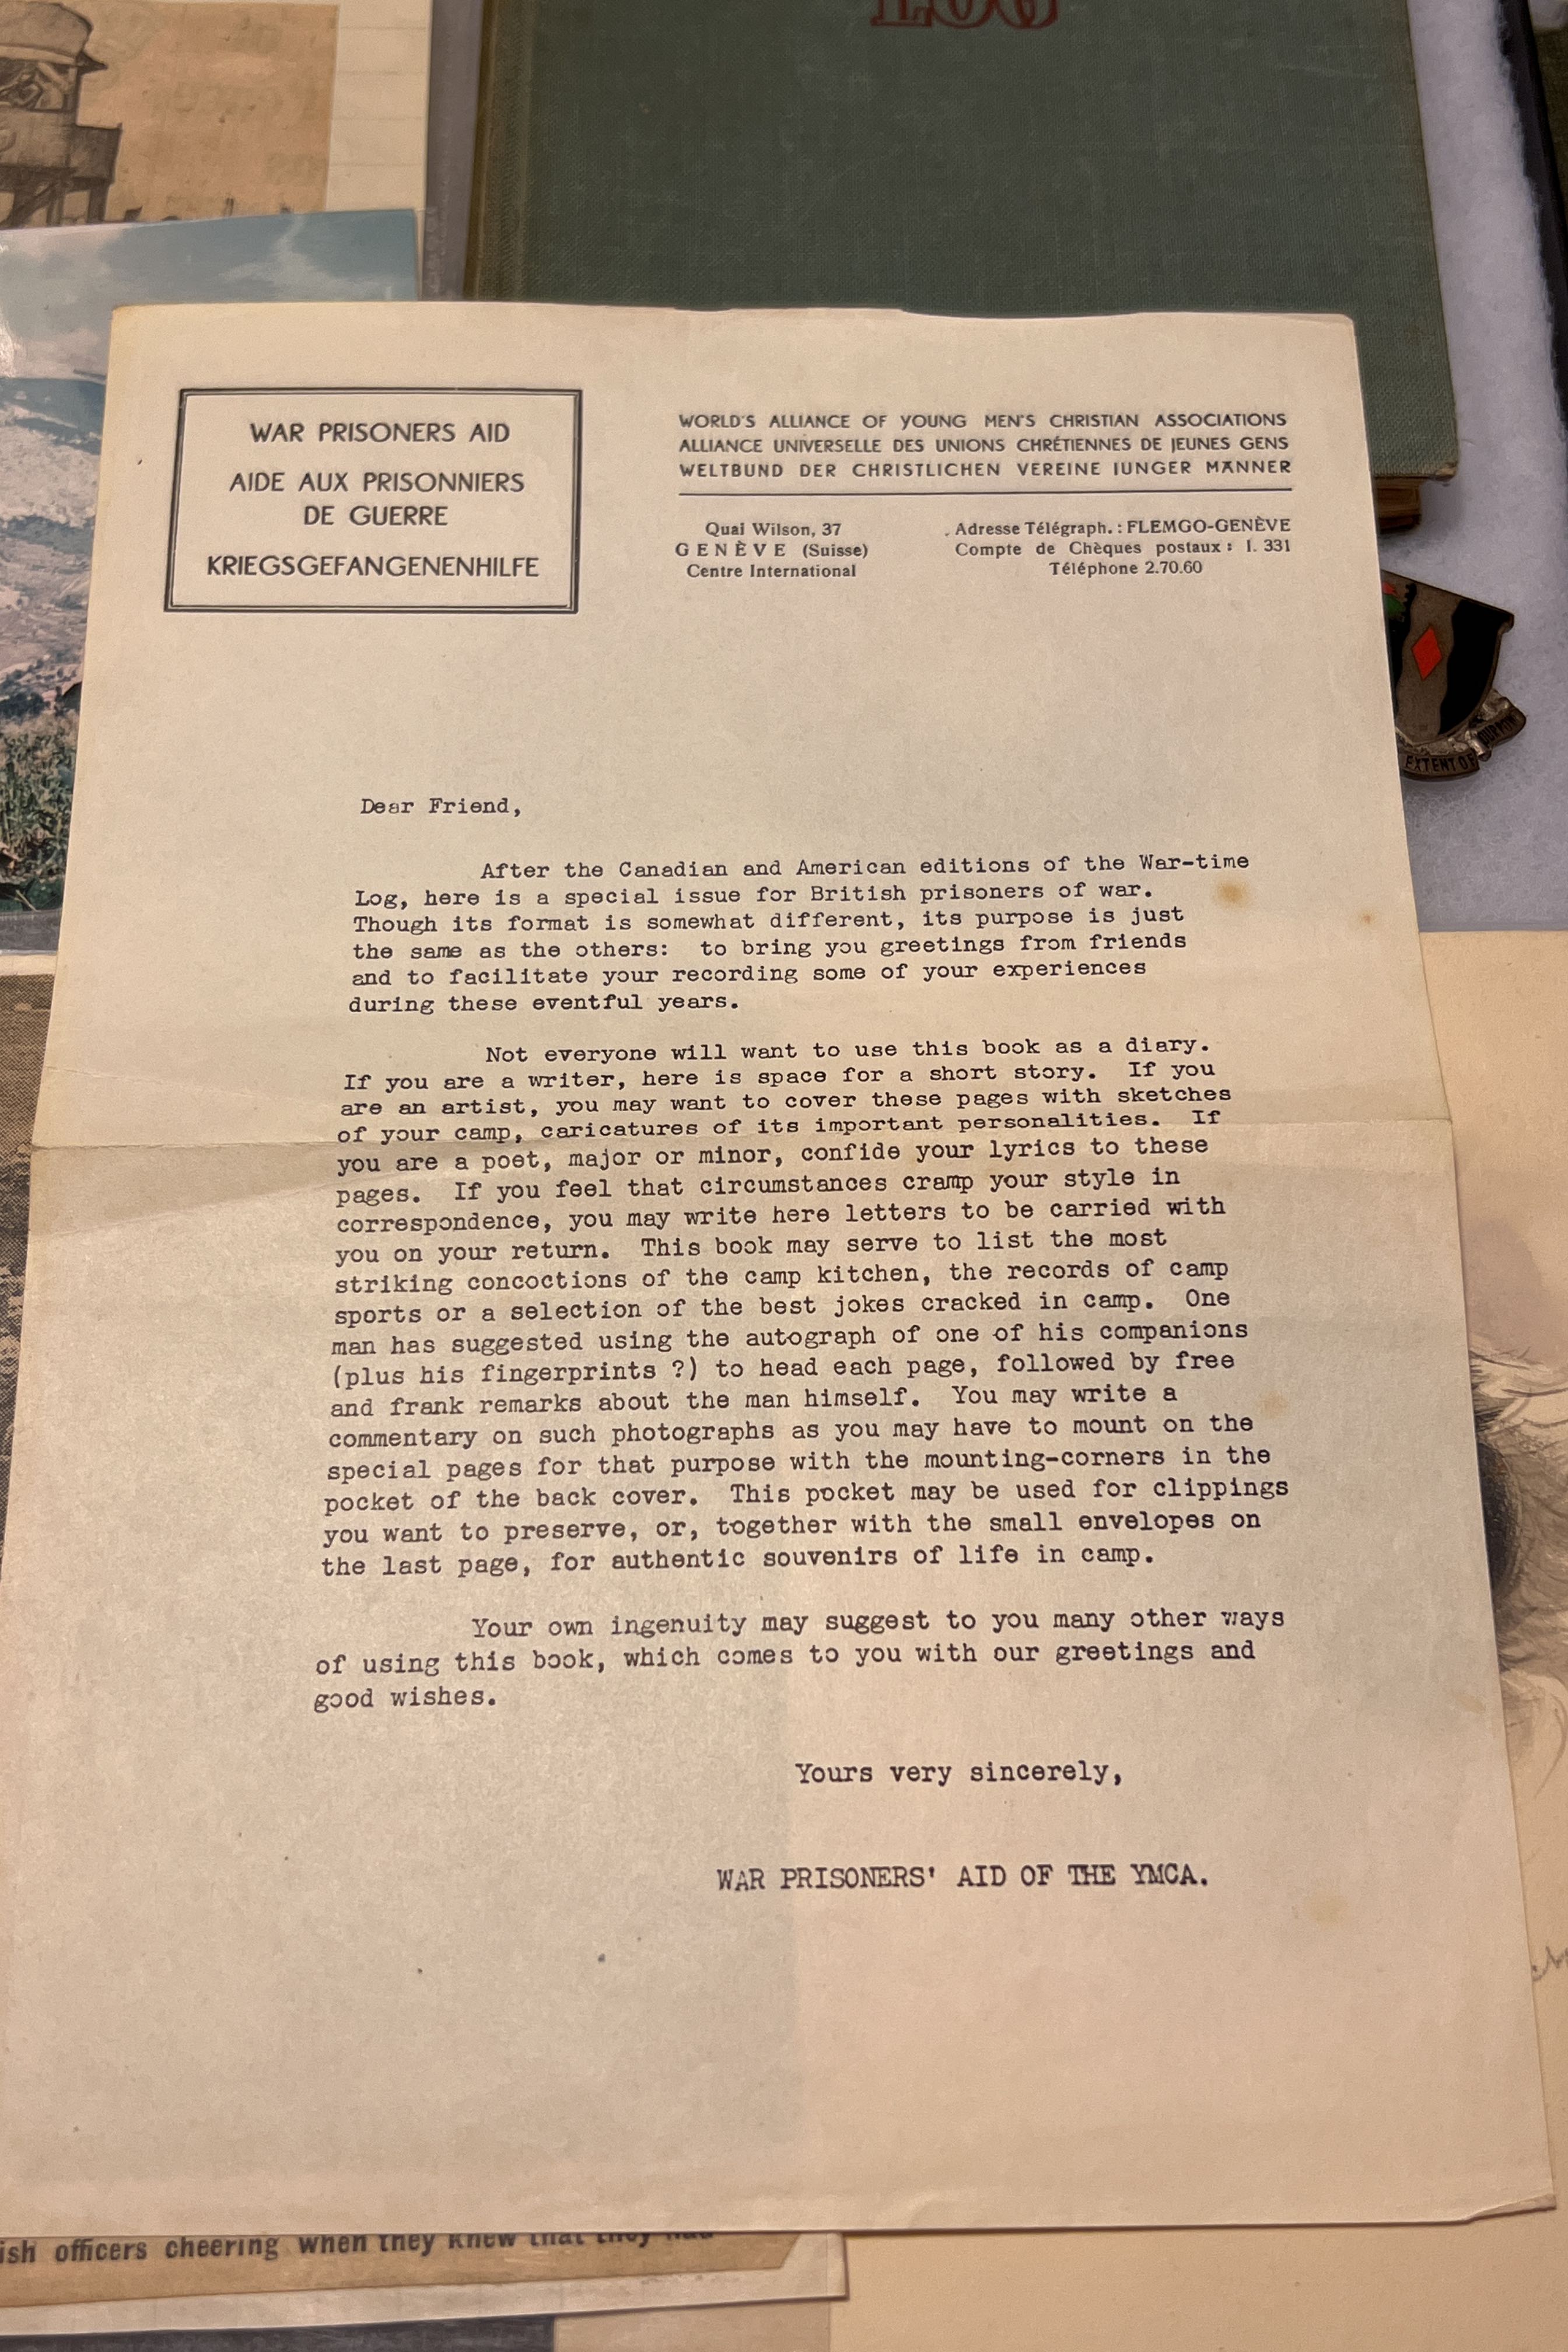 LOG
WAR PRISONERS AID
AIDE AUX PRISONNIERS
DE GUERRE
KRIEGSGEFANGENENHILFE
WORLD'S ALLIANCE OF YOUNG MEN'S CHRISTIAN ASSOCIATIONS
ALLIANCE UNIVERSELLE DES UNIONS CHRÉTIENNES DE JEUNES GENS
WELTBUND DER CHRISTLICHEN VEREINE IUNGER MÄNNER
Quai Wilson, 37
GENÈVE (Suisse)
Centre International
Adresse Télégraph. : FLEMGO-GENÈVE
Compte de Chèques postaux : I. 331
Téléphone 2.70.60
EXTENT OF
Dear Friend,
After the Canadian and American editions of the War-time
Log, here is a special issue for British prisoners of war.
Though its format is somewhat different, its purpose is just
the same as the others: to bring you greetings from friends
and to facilitate your recording some of your experiences
during these eventful years.
Not everyone will want to use this book as a diary.
If you are a writer, here is space for a short story. If you
are an artist, you may want to cover these pages with sketches
of your camp, caricatures of its important personalities. If
you are a poet, major or minor, confide your lyrics to these
pages. If you feel that circumstances cramp your style in
correspondence, you may write here letters to be carried with
you on your return. This book may serve to list the most
striking concoctions of the camp kitchen, the records of camp
sports or a selection of the best jokes cracked in camp. One
man has suggested using the autograph of one of his companions
(plus his fingerprints ?) to head each page, followed by free
and frank remarks about the man himself. You may write a
commentary on such photographs as you may have to mount on the
special pages for that purpose with the mounting-corners in the
pocket of the back cover. This pocket may be used for clippings
you want to preserve, or, together with the small envelopes on
the last page, for authentic souvenirs of life in camp.
Your own ingenuity may suggest to you many other ways
of using this book, which comes to you with our greetings and
good wishes.
Yours very sincerely,
WAR PRISONERS' AID OF THE YMCA.
ish officers cheering when they knew that they had